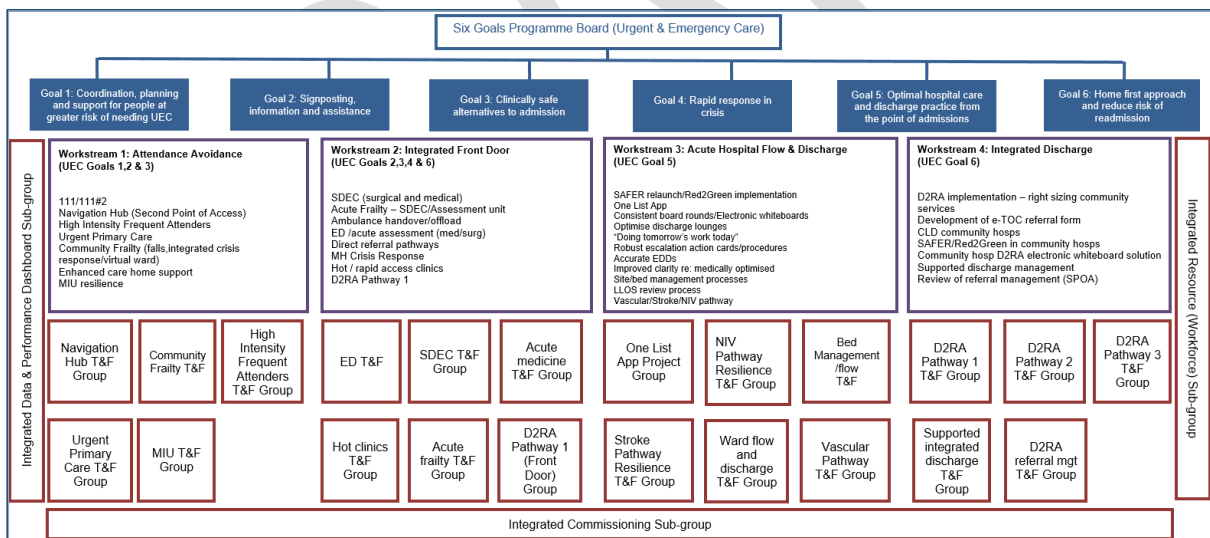 Six Goals Programme Board (Urgent & Emergency Care)
Goal 1: Coordination, planning
and support for people at
greater risk of needing UEC
Goal 2: Signposting,
information and assistance
Goal 3: Clinically safe
alternatives to admission
Goal 4: Rapid response in
crisis
Goal 5: Optimal hospital care
and discharge practice from
the point of admissions
Goal 6: Home first approach
and reduce risk of
readmission
Integrated Data & Performance Dashboard Sub-group
Workstream 1: Attendance Avoidance
(UEC Goals 1,2 & 3)
111/111#2
Navigation Hub (Second Point of Access)
High Intensity Frequent Attenders
Urgent Primary Care
Community Frailty (falls,integrated crisis
response/virtual ward)
Enhanced care home support
MIU resilience
Workstream 2: Integrated Front Door
(UEC Goals 2,3,4 & 6)
SDEC (surgical and medical)
Acute Frailty – SDEC/Assessment unit
Ambulance handover/offload
ED /acute assessment (med/surg)
Direct referral pathways
MH Crisis Response
Hot / rapid access clinics
D2RA Pathway 1
Workstream 3: Acute Hospital Flow & Discharge
(UEC Goal 5)
SAFER relaunch/Red2Green implementation
One List App
Consistent board rounds/Electronic whiteboards
Optimise discharge lounges
“Doing tomorrow's work today”
Robust escalation action cards/procedures
Accurate EDDs
Improved clarity re: medically optimised
Site/bed management processes
LLOS review process
Vascular/Stroke/NIV pathway
Workstream 4: Integrated Discharge
(UEC Goal 6)
D2RA implementation – right sizing community
services
Development of e-TOC referral form
CLD community hosps
SAFER/Red2Green in community hosps
Community hosp D2RA electronic whiteboard solution
Supported discharge management
Review of referral management (SPOA)
Integrated Resource (Workforce) Sub-group
Navigation
Hub T&F
Group
Community
Frailty T&F
High
Intensity
Frequent
Attenders
T&F Group
ED T&F
SDEC T&F
Group
Acute
medicine
T&F Group
One List
App Project
Group
NIV
Pathway
Resilience
T&F Group
Bed
Management
/flow
T&F
D2RA
Pathway 1
T&F Group
D2RA
Pathway 2
T&F Group
D2RA
Pathway 3
T&F
Group
Urgent
Primary
Care T&F
Group
MIU T&F
Group
Hot clinics
T&F
Group
Acute
frailty T&F
Group
D2RA
Pathway 1
(Front
Door)
Group
Stroke
Pathway
Resilience
T&F Group
Ward flow
and
discharge
T&F Group
Vascular
Pathway T&F
Group
Supported
integrated
discharge
T&F
Group
D2RA
referral mgt
T&F Group
Integrated Commissioning Sub-group